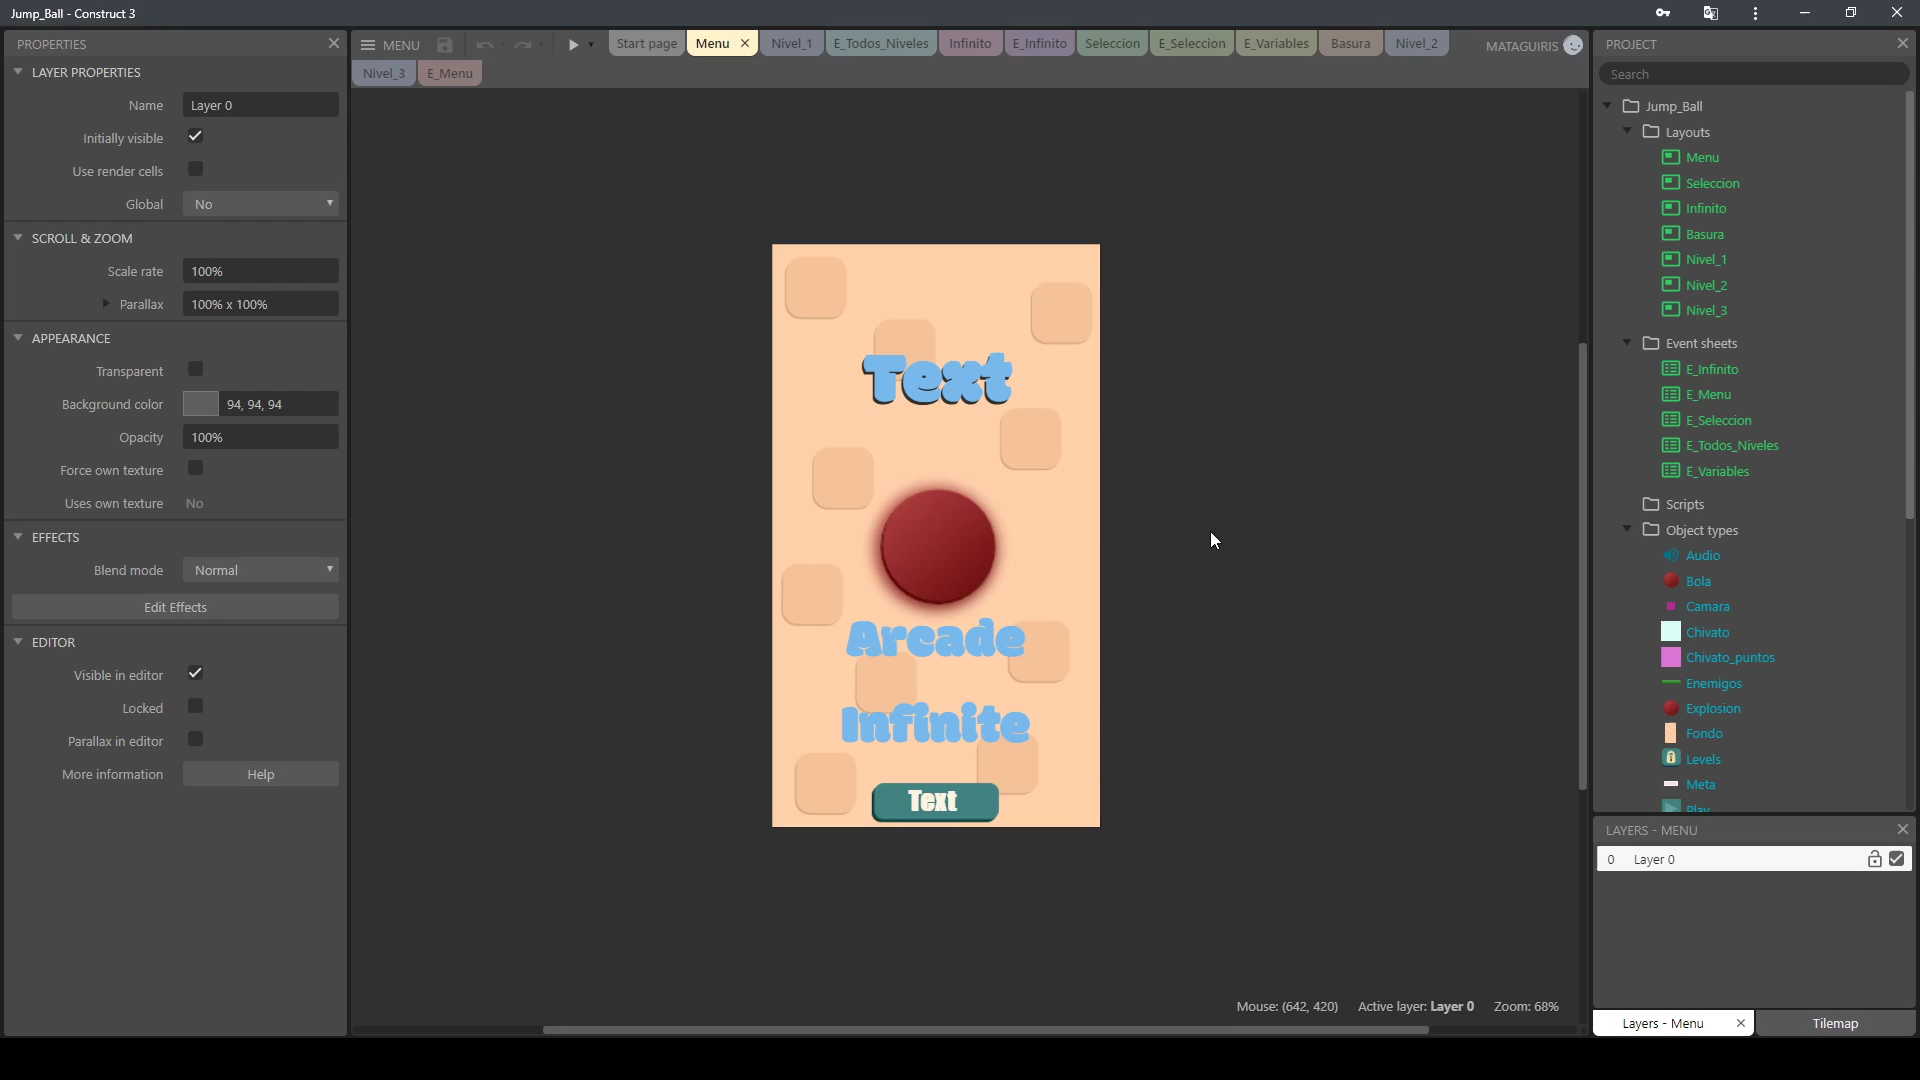 Jump_Ball - Construct 3
PROPERTIES
LAYER PROPERTIES
Name Layer 0
Initially visible
Use render cells
Global No
SCROLL & ZOOM
Scale rate 100%
Parallax 100% x 100%
APPEARANCE
Transparent
Background color 94, 94, 94
Opacity 100%
Force own texture
Uses own texture No
EFFECTS
Blend mode Normal
Edit Effects
EDITOR
Visible in editor
Locked
Parallax in editor
More information Help
MENU
Start page Menu Nivel_1 E_Todos_Niveles Infinito E_Infinito Seleccion E_Seleccion E_Variables Basura Nivel_2
MATAGUIRIS
Nivel_3 E_Menu
Text
Arcade
Infinite
Text
Mouse: (642, 420) Active layer: Layer 0 Zoom: 68%
PROJECT
Search
Jump_Ball
Layouts
Menu
Seleccion
Infinito
Basura
Nivel_1
Nivel_2
Nivel_3
Event sheets
E_Infinito
E_Menu
E_Seleccion
E_Todos_Niveles
E_Variables
Scripts
Object types
Audio
Bola
Camara
Chivato
Chivato_puntos
Enemigos
Explosion
Fondo
Levels
Meta
Play
LAYERS - MENU
0 Layer 0
Layers - Menu Tilemap